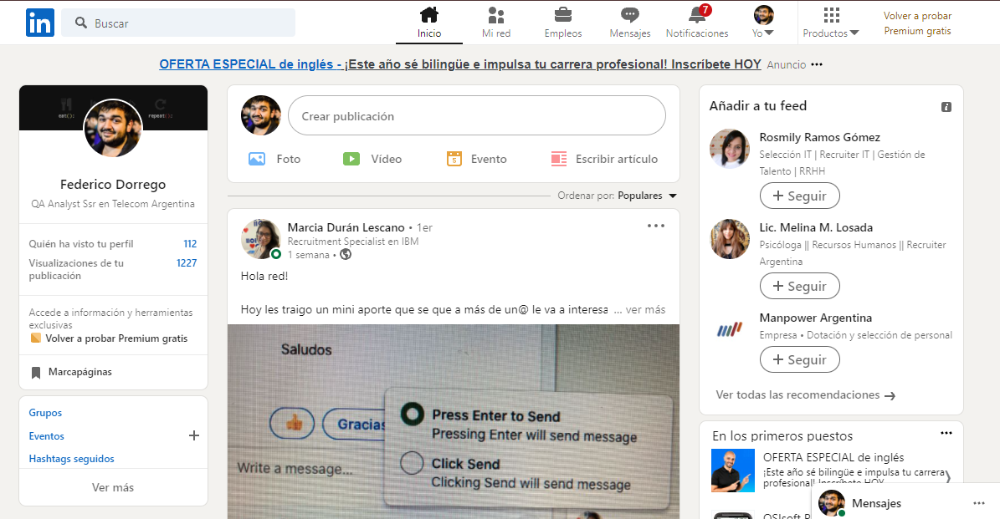 in
Buscar
Inicio
Mi red
Empleos
Mensajes
7
Notificaciones
Yo
Productos
Volver a probar
Premium gratis
OFERTA ESPECIAL de inglés - ¡Este año sé bilingüe e impulsa tu carrera profesional! Inscríbete HOY Anuncio •••
eat(); repeat();
Federico Dorrego
QA Analyst Ssr en Telecom Argentina
Quién ha visto tu perfil 112
Visualizaciones de tu 1227
publicación
Accede a información y herramientas
exclusivas
Volver a probar Premium gratis
Marcapáginas
Grupos
Eventos +
Hashtags seguidos
Ver más
Crear publicación
Foto
Vídeo
5
Evento
Escribir artículo
Ordenar por: Populares
Marcia Durán Lescano • 1er
Recruitment Specialist en IBM
1 semana •
Hola red!
Hoy les traigo un mini aporte que se que a más de un@ le va a interesa ... ver más
Saludos
Gracias
Write a message...
Press Enter to Send
Pressing Enter will send message
Click Send
Clicking Send will send message
Añadir a tu feed
Rosmily Ramos Gómez
Selección IT | Recruiter IT | Gestión de
Talento | RRHH
+ Seguir
Lic. Melina M. Losada
Psicóloga || Recursos Humanos || Recruiter
Argentina
+ Seguir
Manpower Argentina
Empresa • Dotación y selección de personal
+ Seguir
Ver todas las recomendaciones →
En los primeros puestos
OFERTA ESPECIAL de inglés
¡Este año sé bilingüe e impulsa tu carrera
profesional! Inscríbete HOY
Mensajes